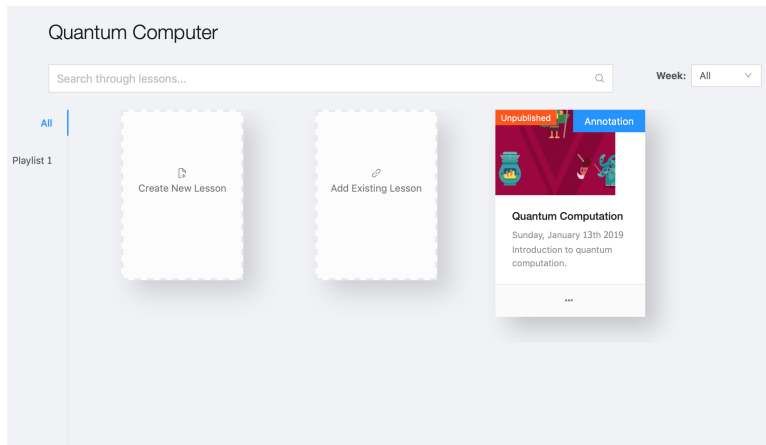 Quantum Computer
Search through lessons...
Week: All
All
Playlist 1
Create New Lesson
Add Existing Lesson
Unpublished
Annotation
Quantum Computation
Sunday, January 13th 2019
Introduction to quantum
computation.